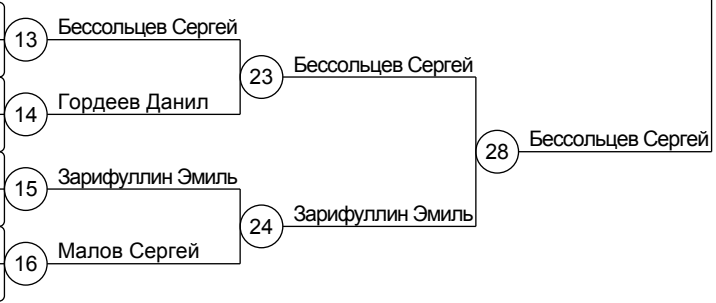 13 Бессольцев Сергей
23 Бессольцев Сергей
14 Гордеев Данил
28 Бессольцев Сергей
15 Зарифуллин Эмиль
24 Зарифуллин Эмиль
16 Малов Сергей